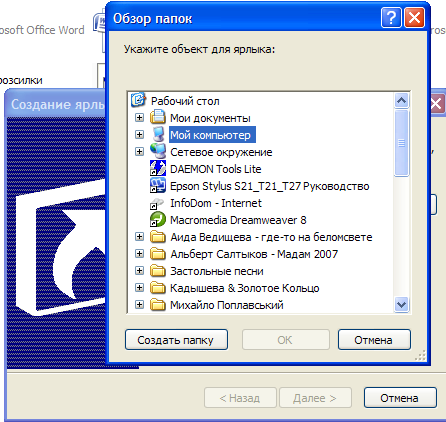 Обзор папок
osoft Office Word
ros
Укажите объект для ярлыка:
розсилки
Создание ярлы
Рабочий стол
Мои документы
Мой компьютер
Сетевое окружение
DAEMON Tools Lite
Epson Stylus S21_T21_T27 Руководство
InfoDom - Internet
Macromedia Dreamweaver 8
Аида Ведищева - где-то на беломсвете
Альберт Салтыков - Мадам 2007
Застольные песни
Кадышева & Золотое Кольцо
Михайло Поплавський
Создать папку
OK
Отмена
< Назад
Далее >
Отмена